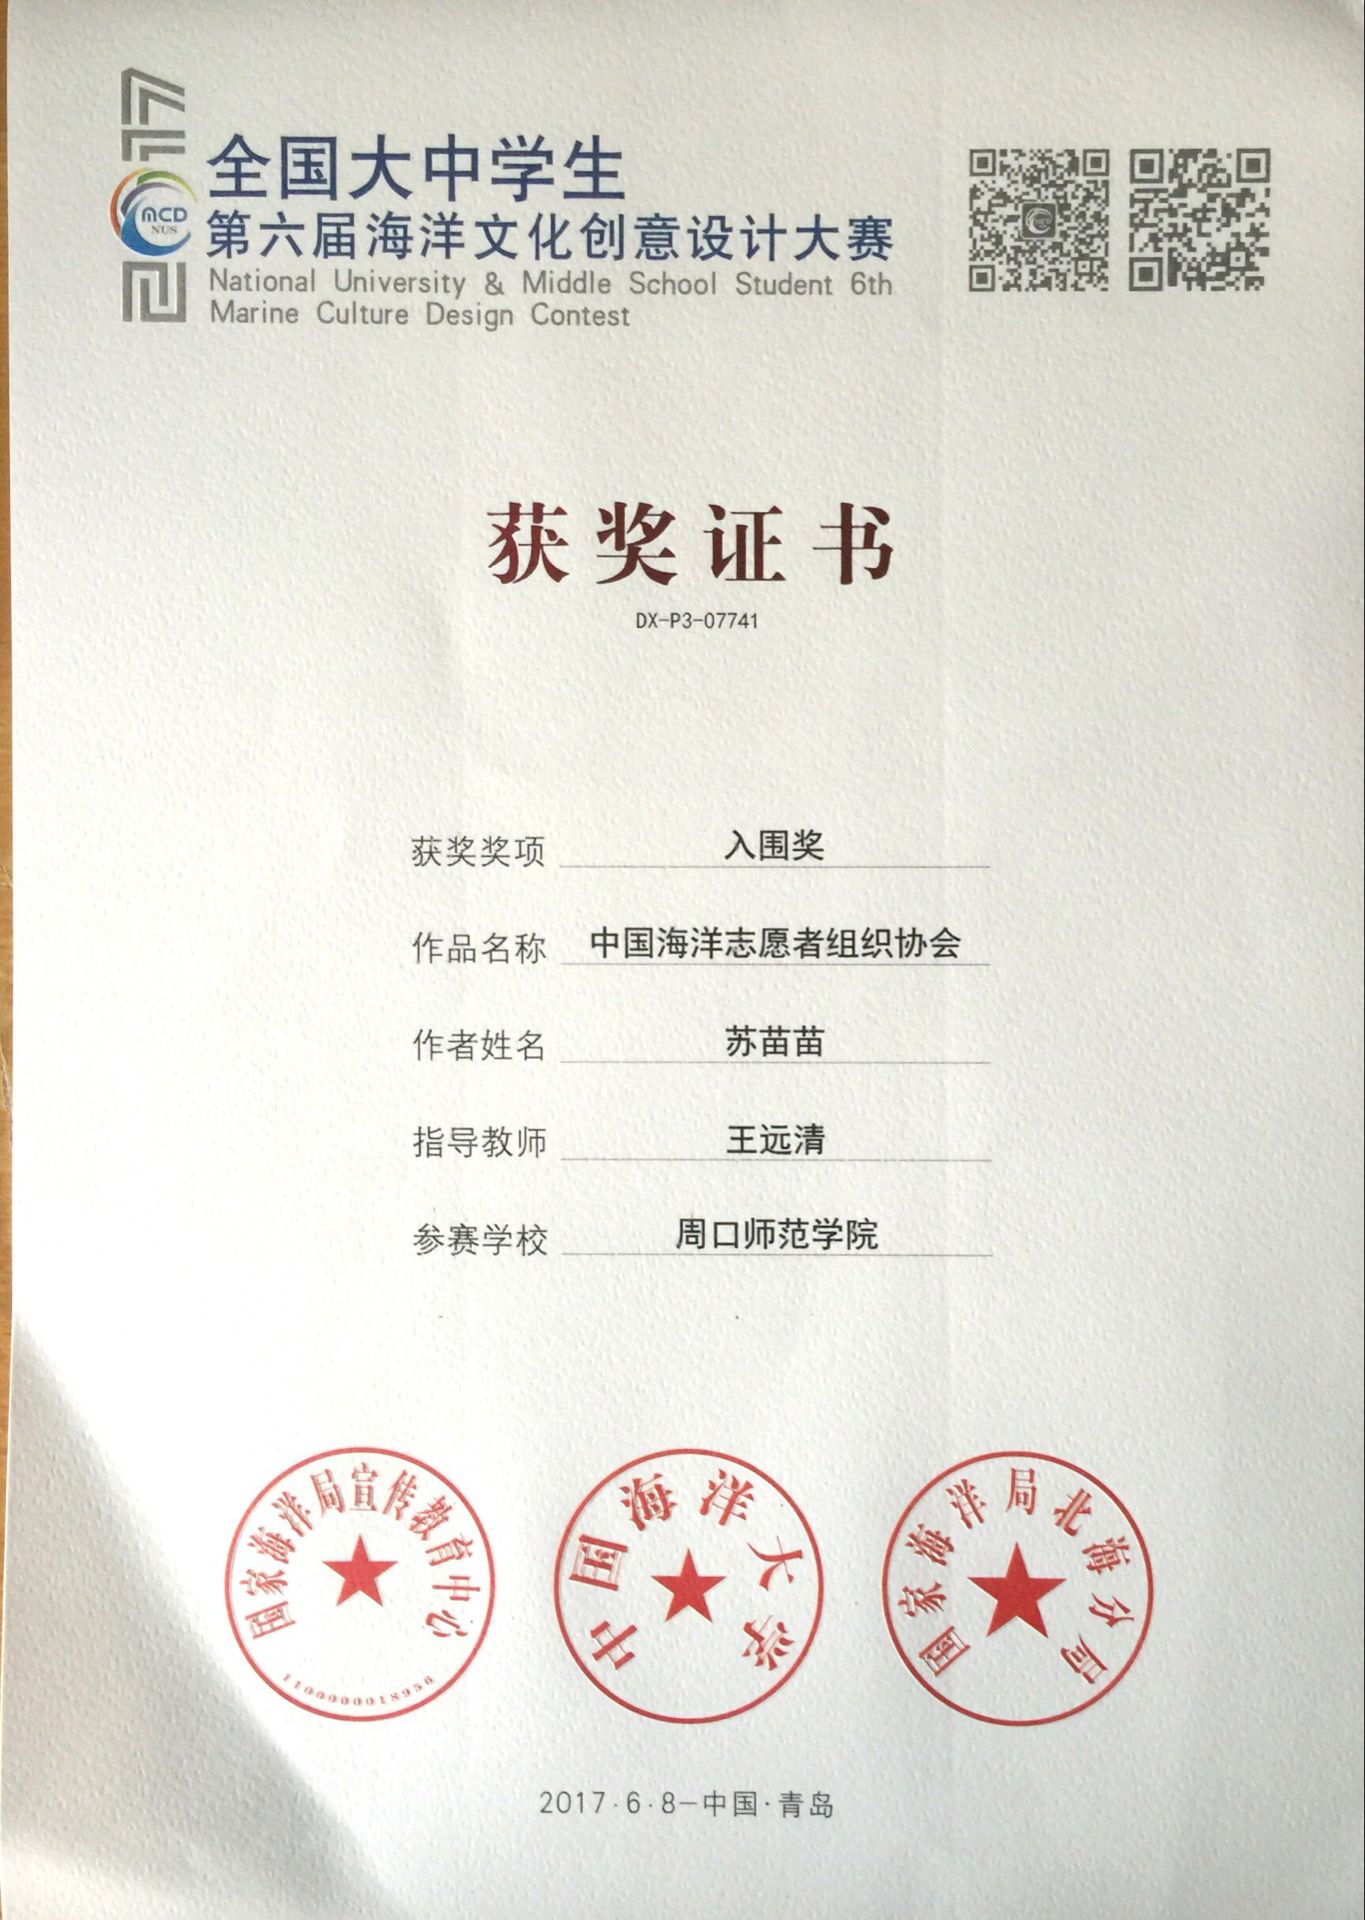 全国大中学生
第六届海洋文化创意设计大赛
National University & Middle School Student 6th
Marine Culture Design Contest
MCD
NUS
获奖证书
DX-P3-07741
获奖奖项 入围奖
作品名称 中国海洋志愿者组织协会
作者姓名 苏苗苗
指导教师 王远清
参赛学校 周口师范学院
国家海洋局宣传教育中心
1100000018956
中国海洋大学
国家海洋局北海分局
2017·6·8—中国·青岛